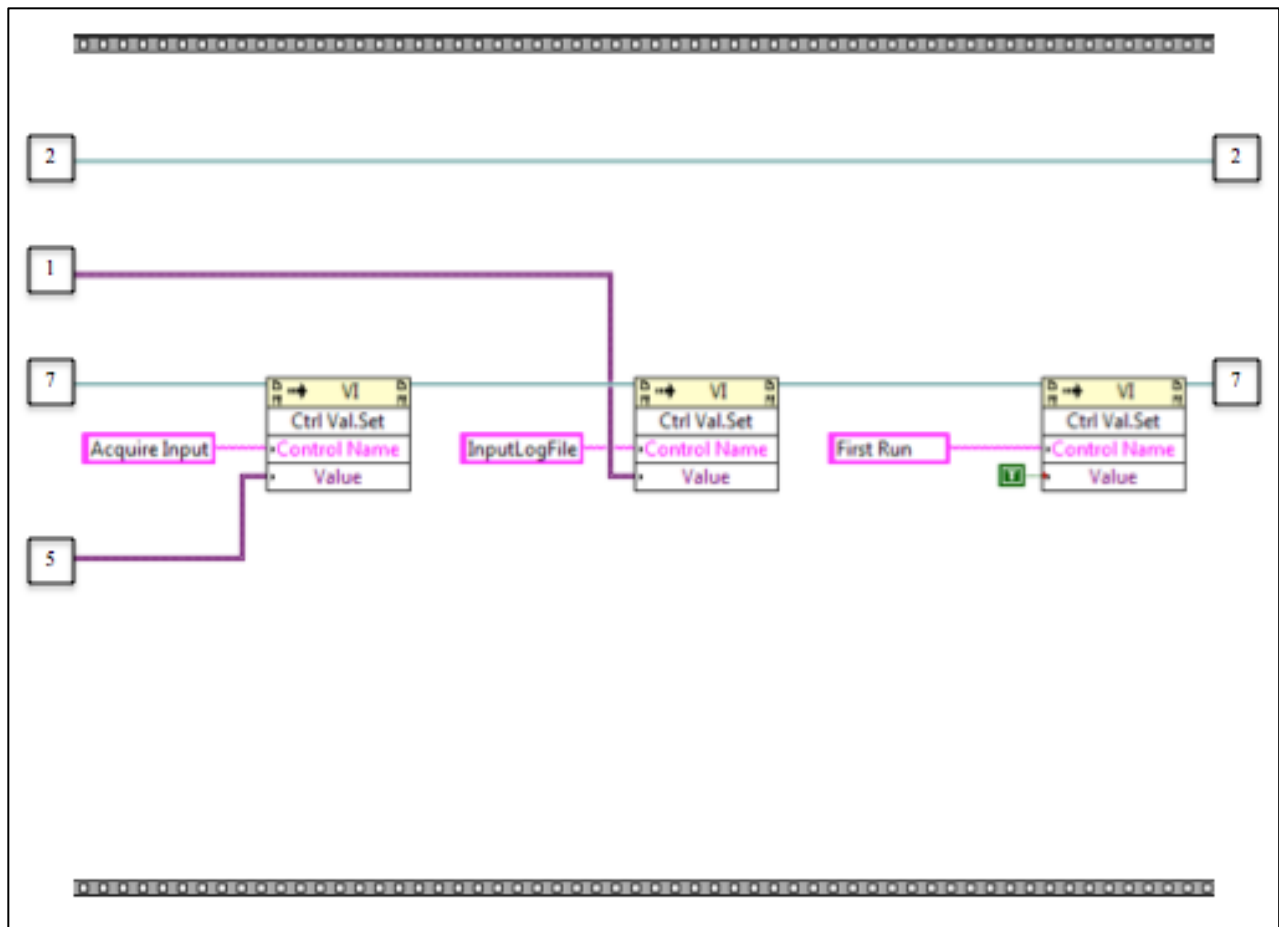 2
2
1
7
VI
VI
VI
7
Ctrl Val.Set
Ctrl Val.Set
Ctrl Val.Set
Acquire Input
Control Name
InputLogFile
Control Name
First Run
Control Name
Value
Value
T
Value
5